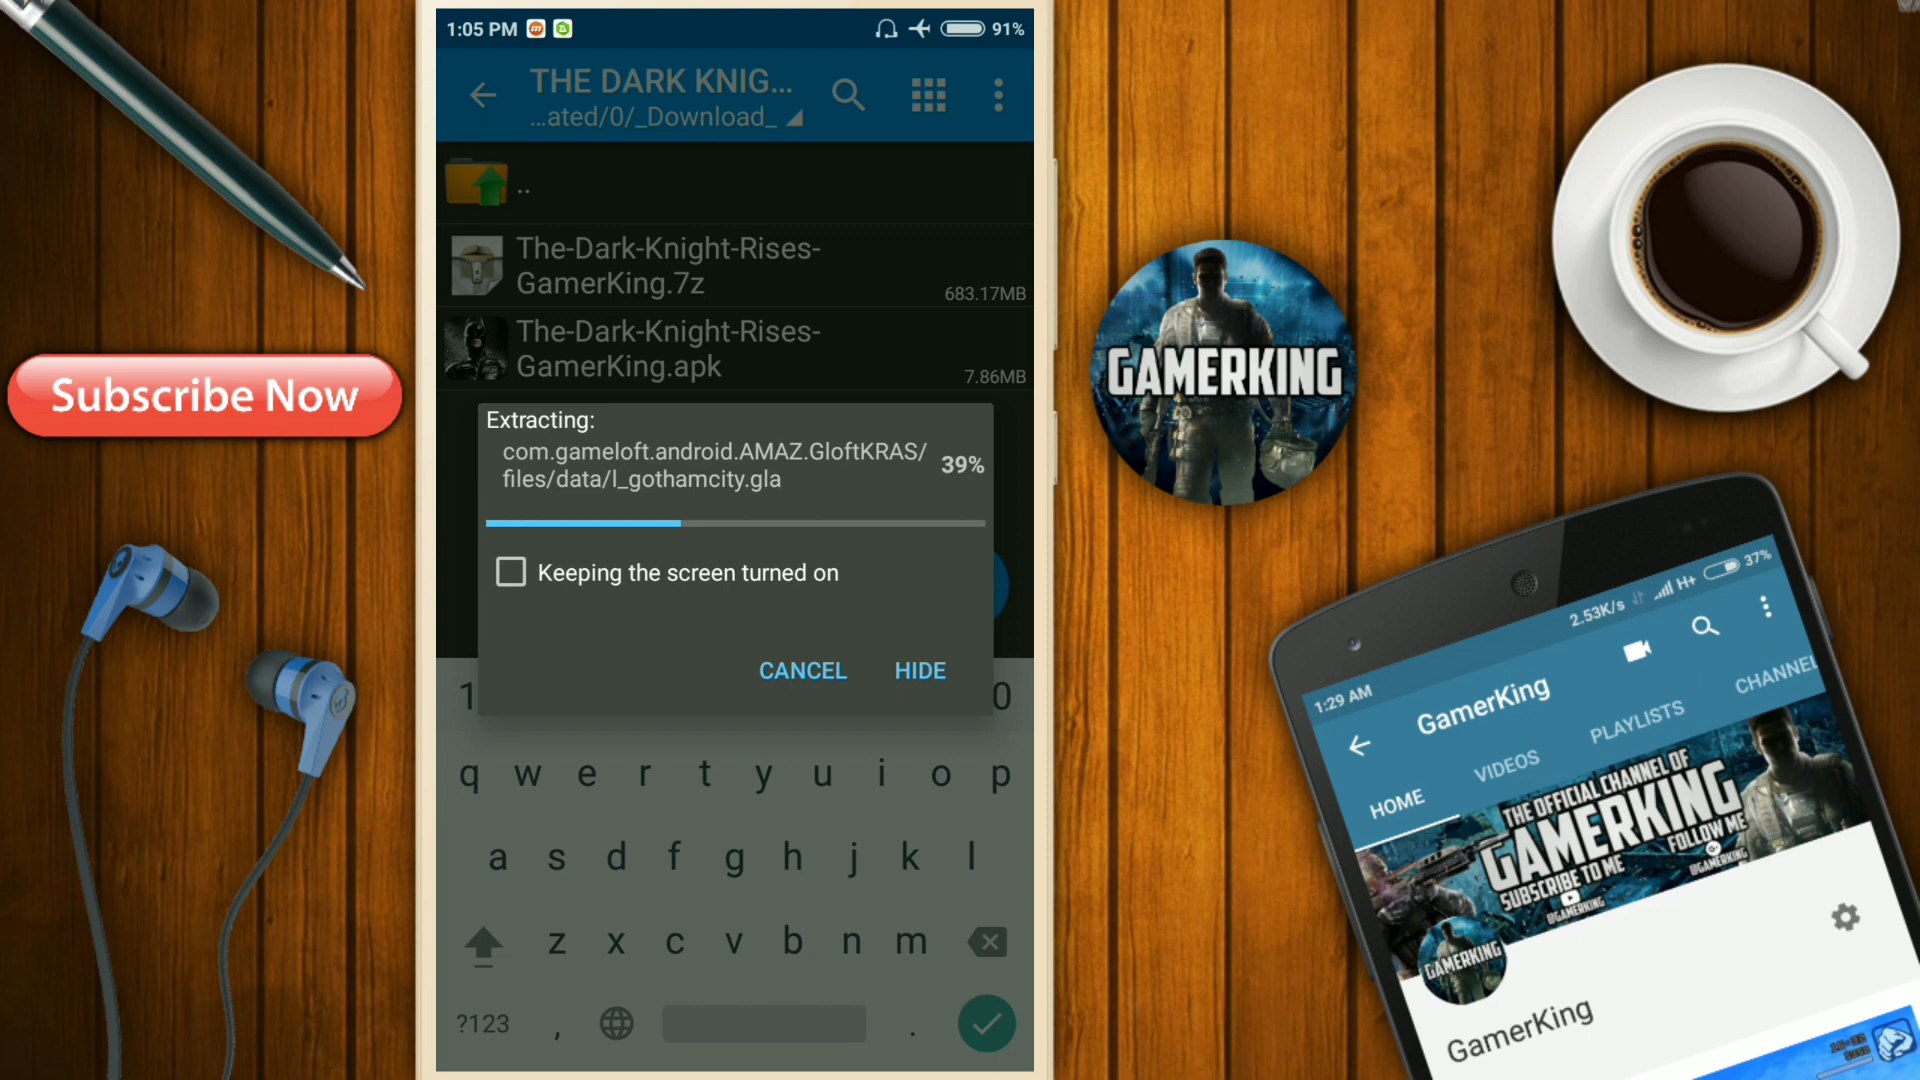 1:05 PM
91%
THE DARK KNIG...
...ated/0/_Download_
..
The-Dark-Knight-Rises-
GamerKing.7z
683.17MB
The-Dark-Knight-Rises-
GamerKing.apk
7.86MB
Extracting:
com.gameloft.android.AMAZ.GloftKRAS/
files/data/l_gothamcity.gla
39%
Keeping the screen turned on
CANCEL HIDE
1 0
q w e r t y u i o p
a s d f g h j k l
z x c v b n m
?123 , .
Subscribe Now
GAMERKING
1:29 AM
2.53K/s H+ 37%
GamerKing
HOME VIDEOS PLAYLISTS CHANNEL
THE OFFICIAL CHANNEL OF
GAMERKING
SUBSCRIBE TO ME
FOLLOW ME
@GAMERKING
@GAMERKING
GAMERKING
GamerKing